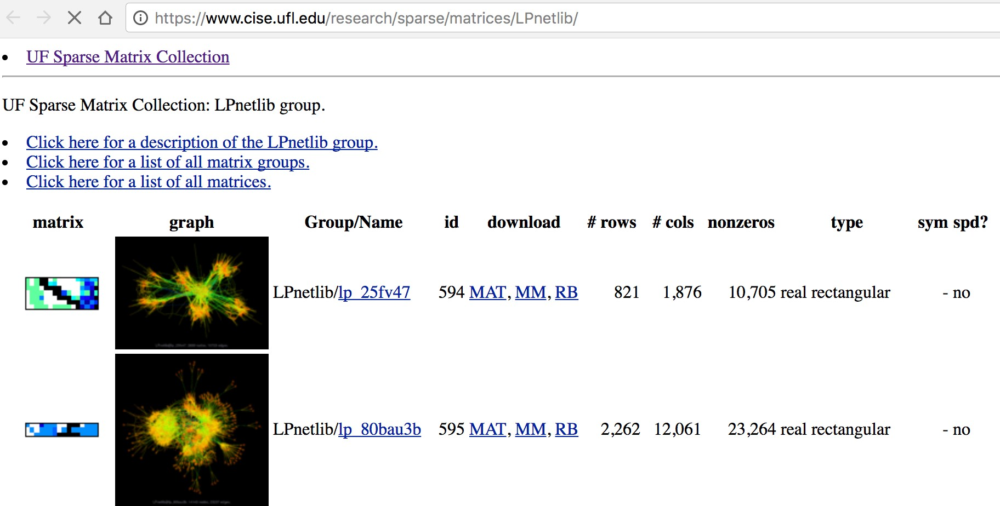 https://www.cise.ufl.edu/research/sparse/matrices/LPnetlib/
UF Sparse Matrix Collection
UF Sparse Matrix Collection: LPnetlib group.
Click here for a description of the LPnetlib group.
Click here for a list of all matrix groups.
Click here for a list of all matrices.
matrix graph Group/Name id download # rows # cols nonzeros type sym spd?
LPnetlib/lp_25fv47 594 MAT, MM, RB 821 1,876 10,705 real rectangular - no
LPnetlib/lp_80bau3b 595 MAT, MM, RB 2,262 12,061 23,264 real rectangular - no